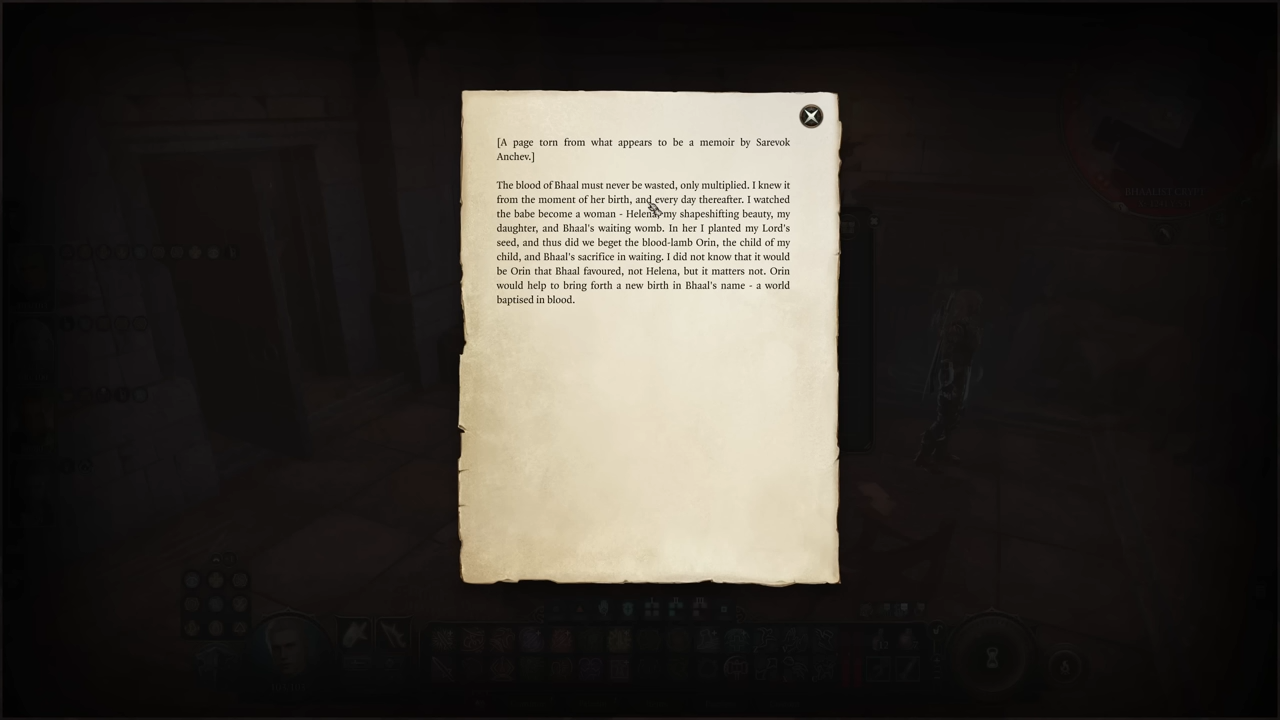 [A page torn from what appears to be a memoir by Sarevok
Anchev.]
The blood of Bhaal must never be wasted, only multiplied. I knew it
from the moment of her birth, and every day thereafter. I watched
the babe become a woman - Helena, my shapeshifting beauty, my
daughter, and Bhaal's waiting womb. In her I planted my Lord's
seed, and thus did we beget the blood-lamb Orin, the child of my
child, and Bhaal's sacrifice in waiting. I did not know that it would
be Orin that Bhaal favoured, not Helena, but it matters not. Orin
would help to bring forth a new birth in Bhaal's name - a world
baptised in blood.